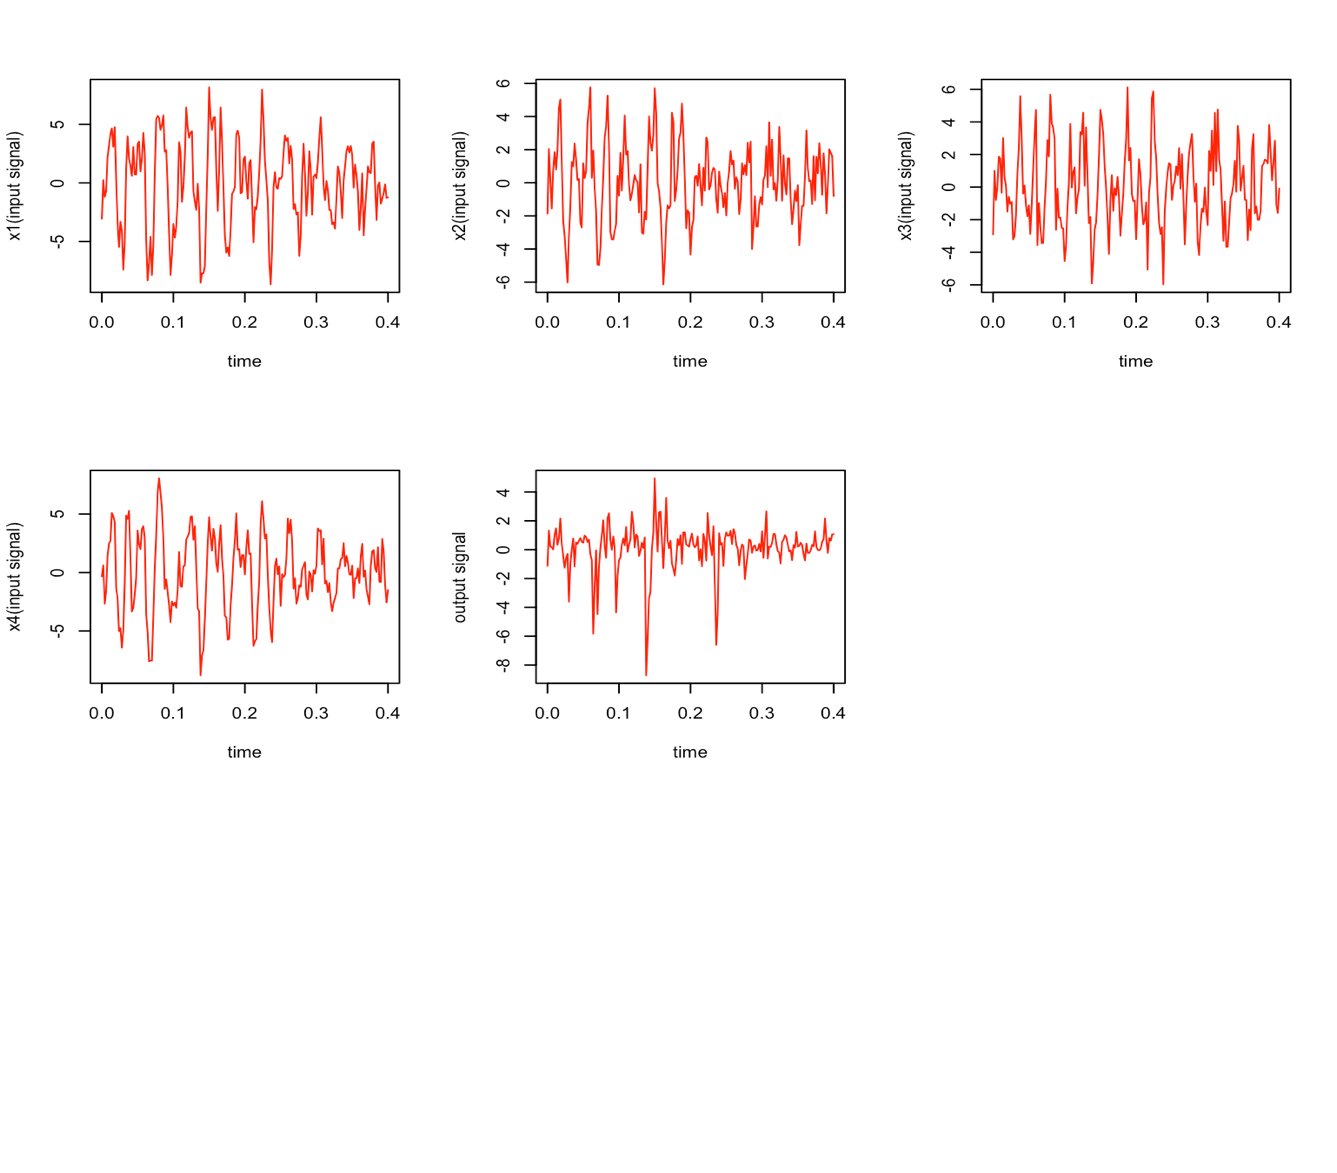 x1(input signal)
5
0
-5
0.0 0.1 0.2 0.3 0.4
time
x2(input signal)
6
4
2
0
-2
-4
-6
0.0 0.1 0.2 0.3 0.4
time
x3(input signal)
6
4
2
0
-2
-4
-6
0.0 0.1 0.2 0.3 0.4
time
x4(input signal)
5
0
-5
0.0 0.1 0.2 0.3 0.4
time
output signal
4
2
0
-2
-4
-6
-8
0.0 0.1 0.2 0.3 0.4
time